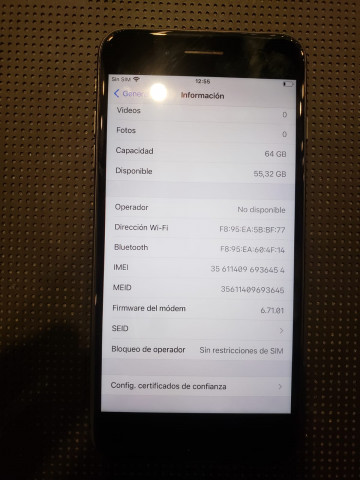 Sin SIM 12:55
Información
Vídeos 0
Fotos 0
Capacidad 64 GB
Disponible 55,32 GB
Operador No disponible
Dirección Wi-Fi F8:95:EA:5B:BF:77
Bluetooth F8:95:EA:60:4F:14
IMEI 35 611409 693645 4
MEID 35611409693645
Firmware del módem 6.71.01
SEID
Bloqueo de operador Sin restricciones de SIM
Config. certificados de confianza